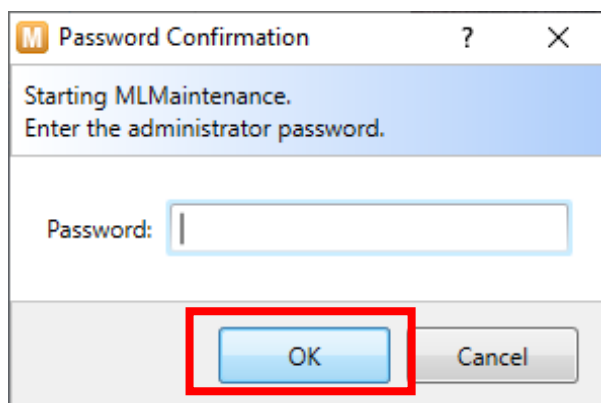 M Password Confirmation ?
Starting MLMaintenance.
Enter the administrator password.
Password:
OK Cancel